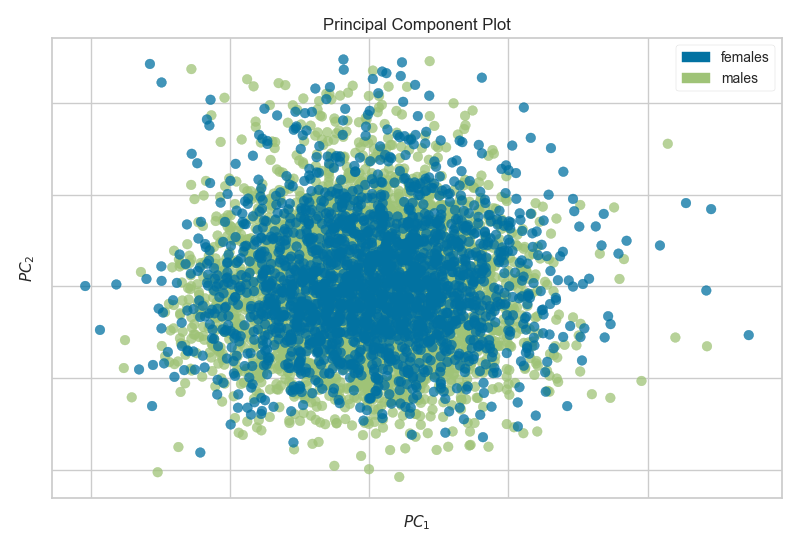 Principal Component Plot
females
males
PC₂
PC₁